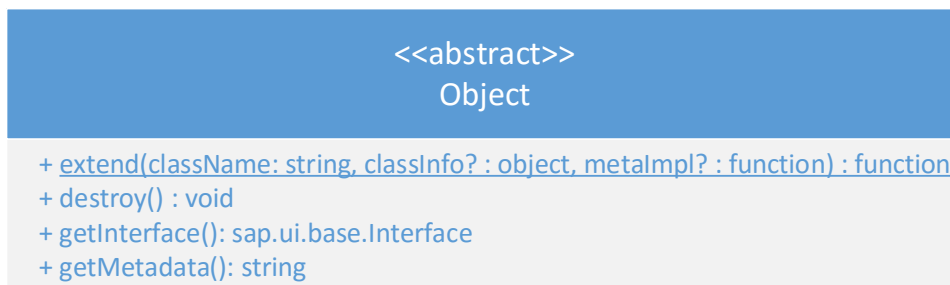 <<abstract>>
Object
+ extend(className: string, classInfo? : object, metaImpl? : function) : function
+ destroy() : void
+ getInterface(): sap.ui.base.Interface
+ getMetadata(): string